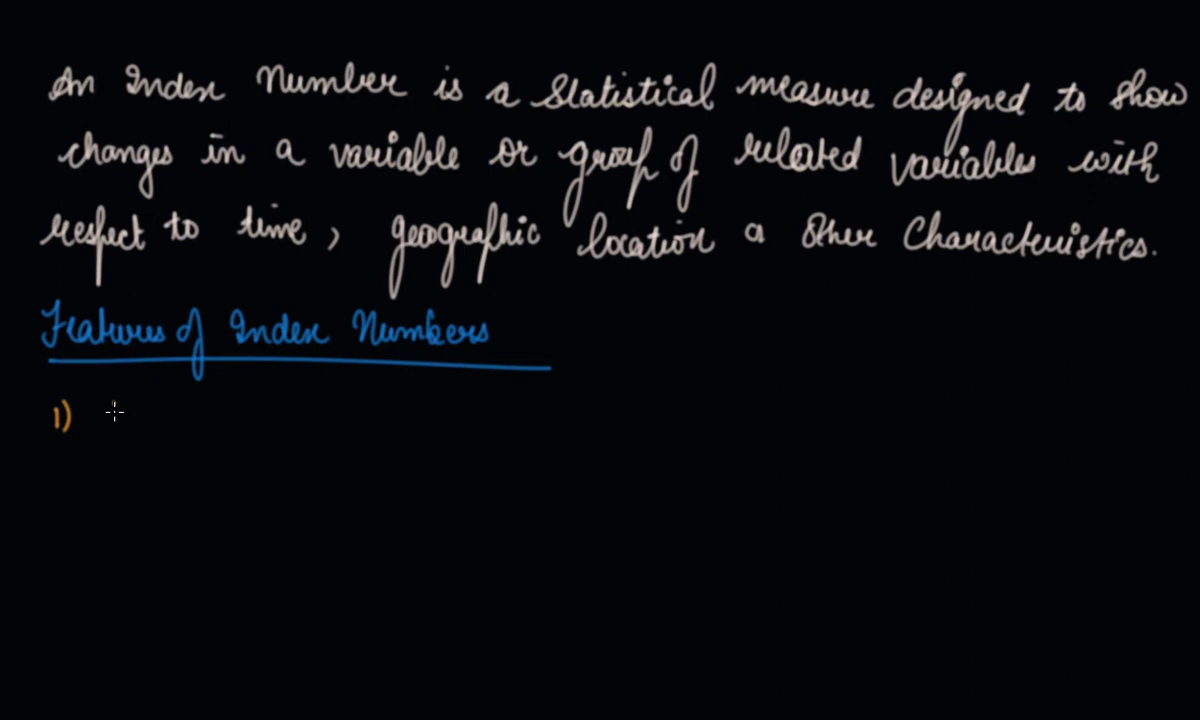 An Index Number is a Statistical measure designed to show
changes in a variable or group of related variables with
respect to time, geographic location a other Characteristics.
Features of Index Numbers
1)